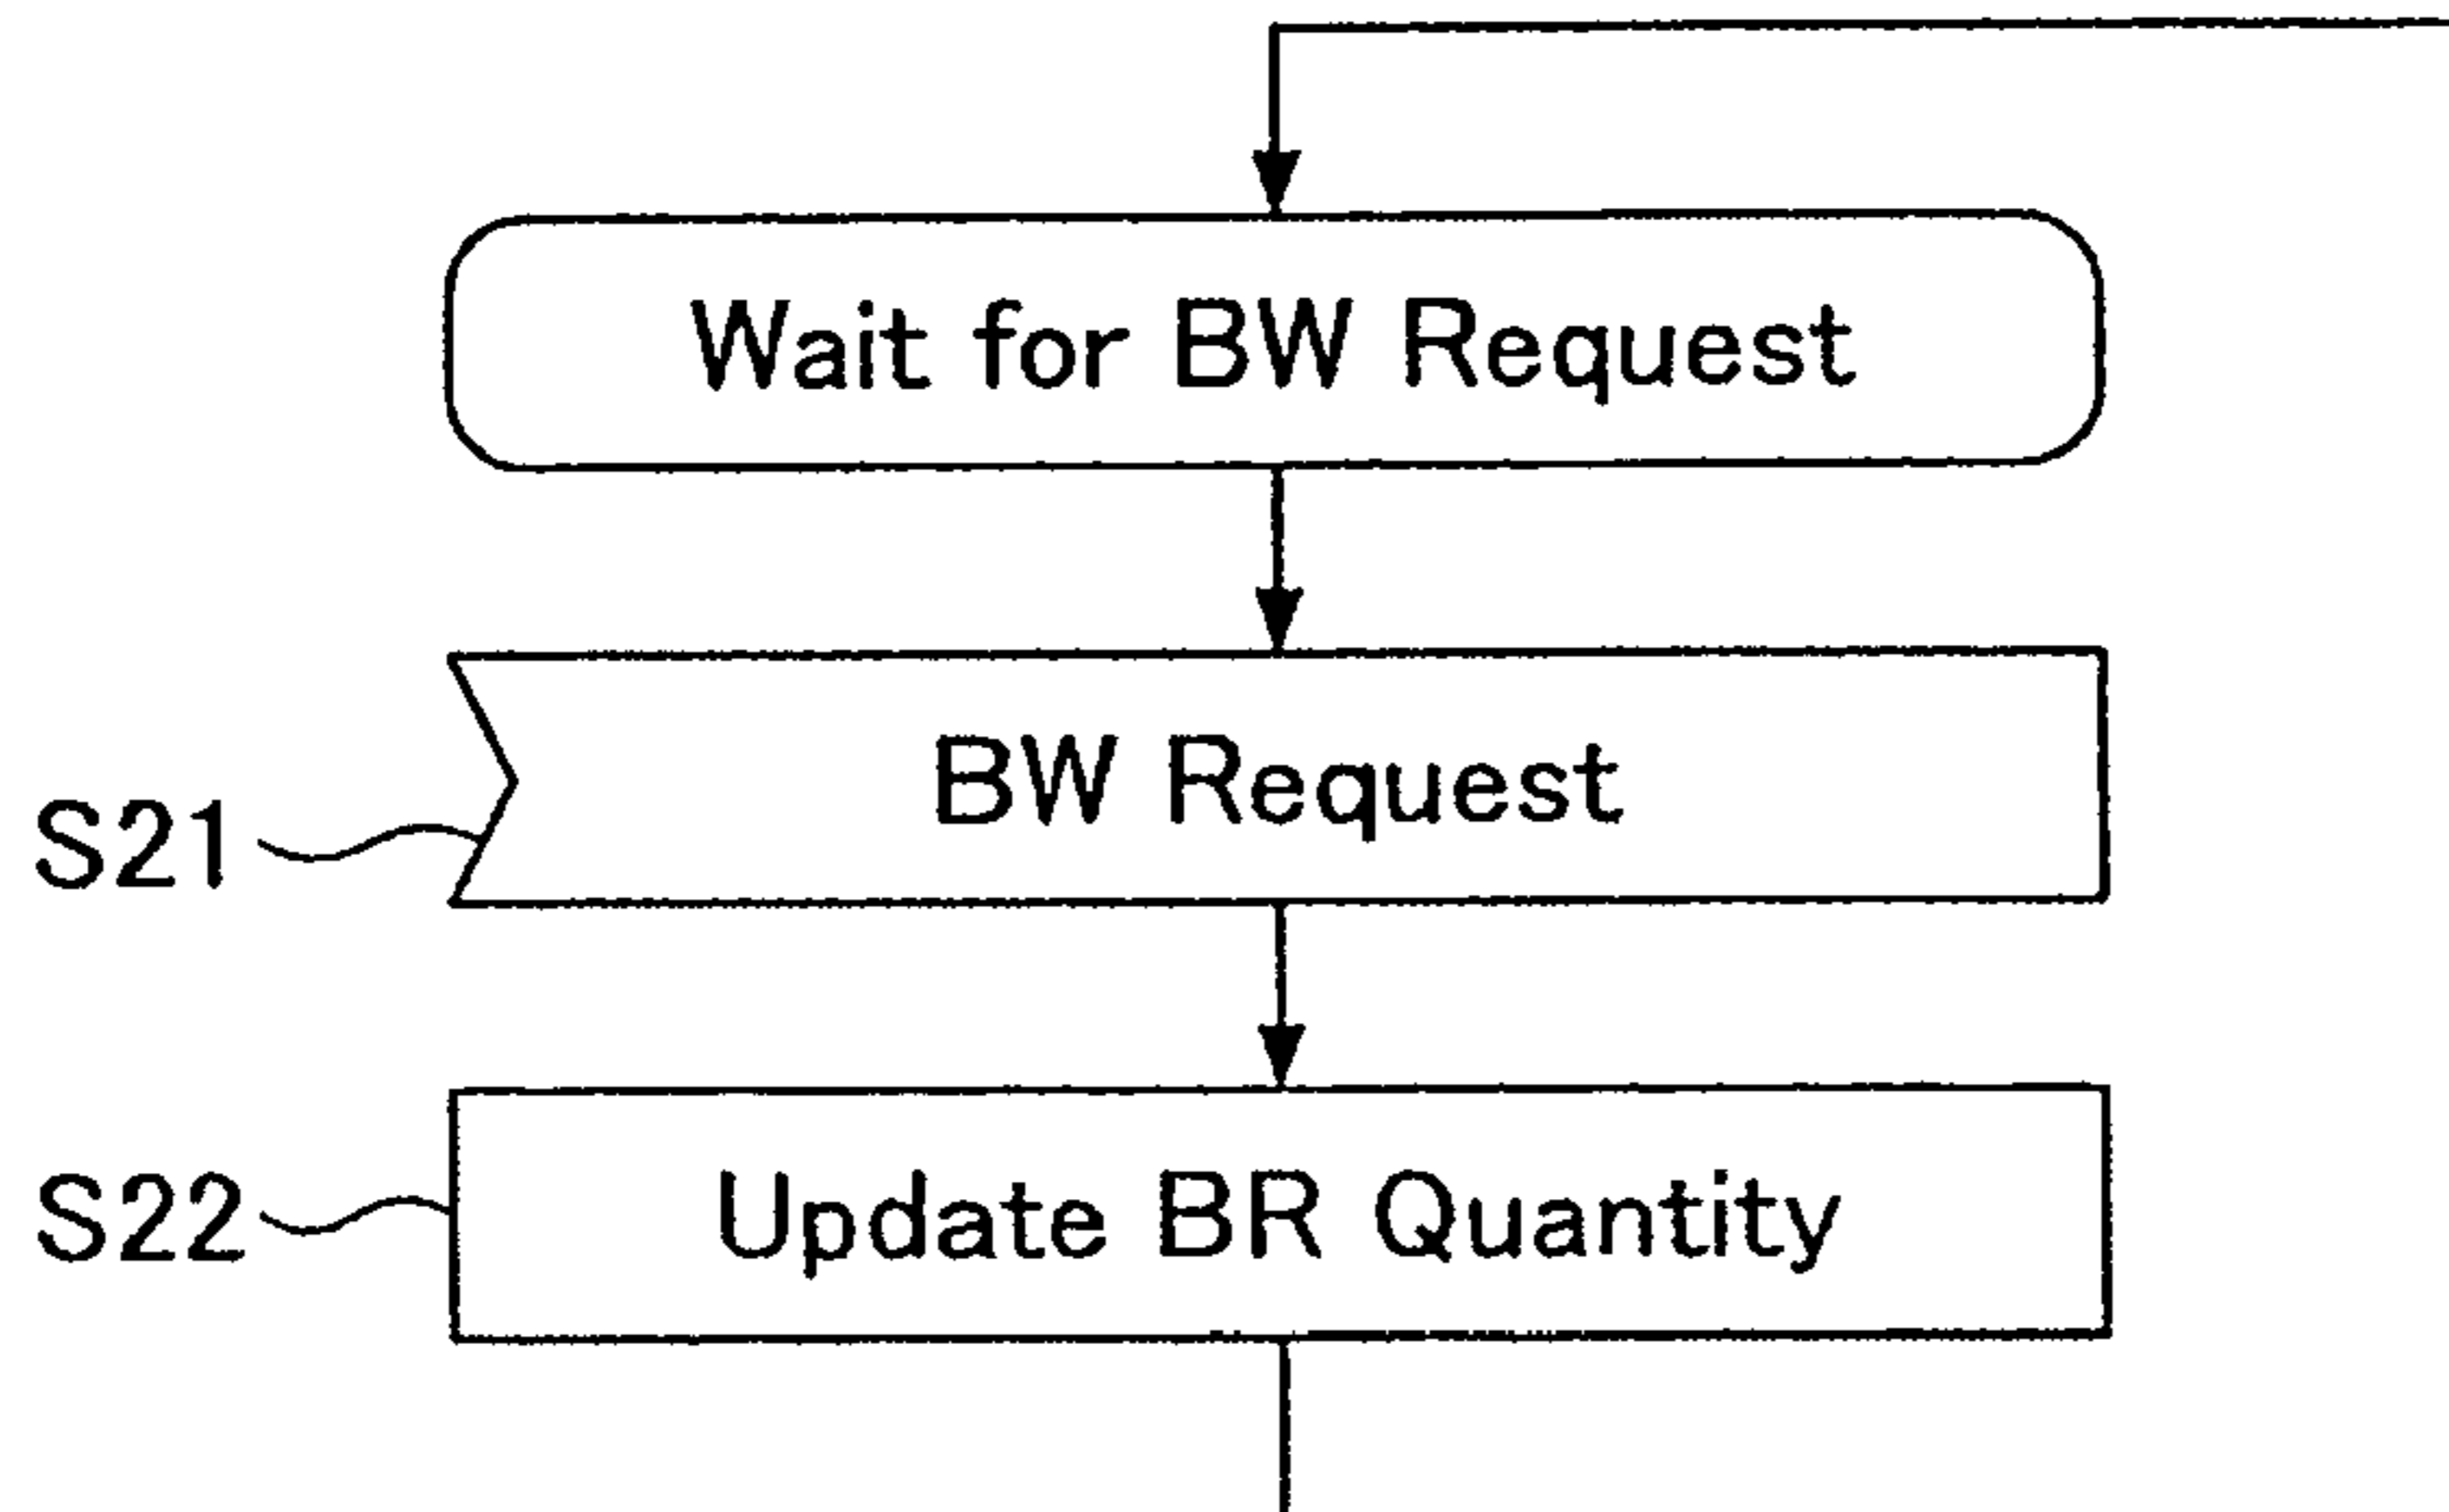 Wait for BW Request
BW Request
S21
Update BR Quantity
S22